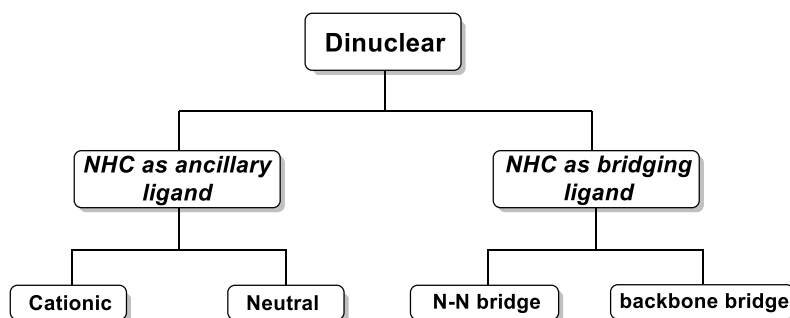 Dinuclear
NHC as ancillary
ligand
NHC as bridging
ligand
Cationic
Neutral
N-N bridge
backbone bridge